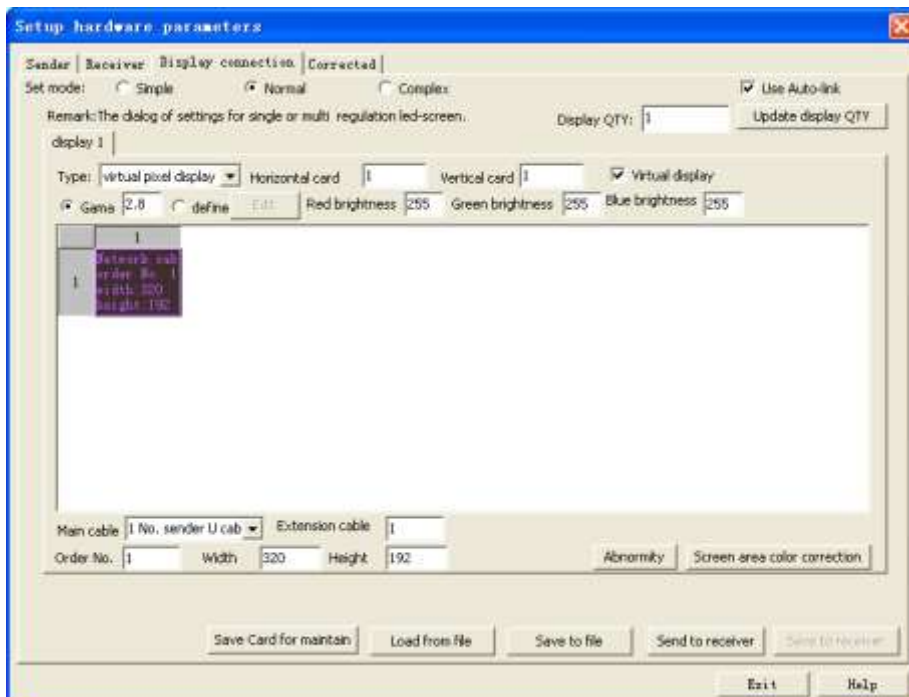 Setup hardware parameters
Sender Receiver Display connection Corrected
Set mode: Simple Normal Complex Use Auto-link
Remark:The dialog of settings for single or multi regulation led-screen. Display QTY: 1 Update display QTY
display 1
Type: virtual pixel display Horizontal card 1 Vertical card 1 Virtual display
Gama 2.8 define Edit Red brightness 255 Green brightness 255 Blue brightness 255
1
1
Network cab
order No. 1
width 320
height 192
Main cable 1 No. sender U cab Extension cable 1
Order No. 1 Width 320 Height 192 Abnormity Screen area color correction
Save Card for maintain Load from file Save to file Send to receiver Save to receiver
Exit Help